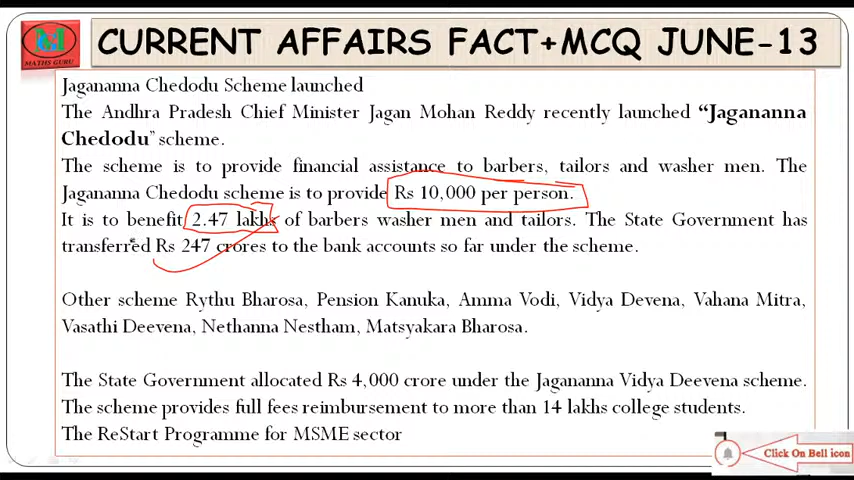 CURRENT AFFAIRS FACT+MCQ JUNE-13
MATHS GURU
Jagananna Chedodu Scheme launched
The Andhra Pradesh Chief Minister Jagan Mohan Reddy recently launched “Jagananna
Chedodu” scheme.
The scheme is to provide financial assistance to barbers, tailors and washer men. The
Jagananna Chedodu scheme is to provide Rs 10,000 per person.
It is to benefit 2.47 lakhs of barbers washer men and tailors. The State Government has
transferred Rs 247 crores to the bank accounts so far under the scheme.
Other scheme Rythu Bharosa, Pension Kanuka, Amma Vodi, Vidya Devena, Vahana Mitra,
Vasathi Deevena, Nethanna Nestham, Matsyakara Bharosa.
The State Government allocated Rs 4,000 crore under the Jagananna Vidya Deevena scheme.
The scheme provides full fees reimbursement to more than 14 lakhs college students.
The ReStart Programme for MSME sector
Click On Bell icon